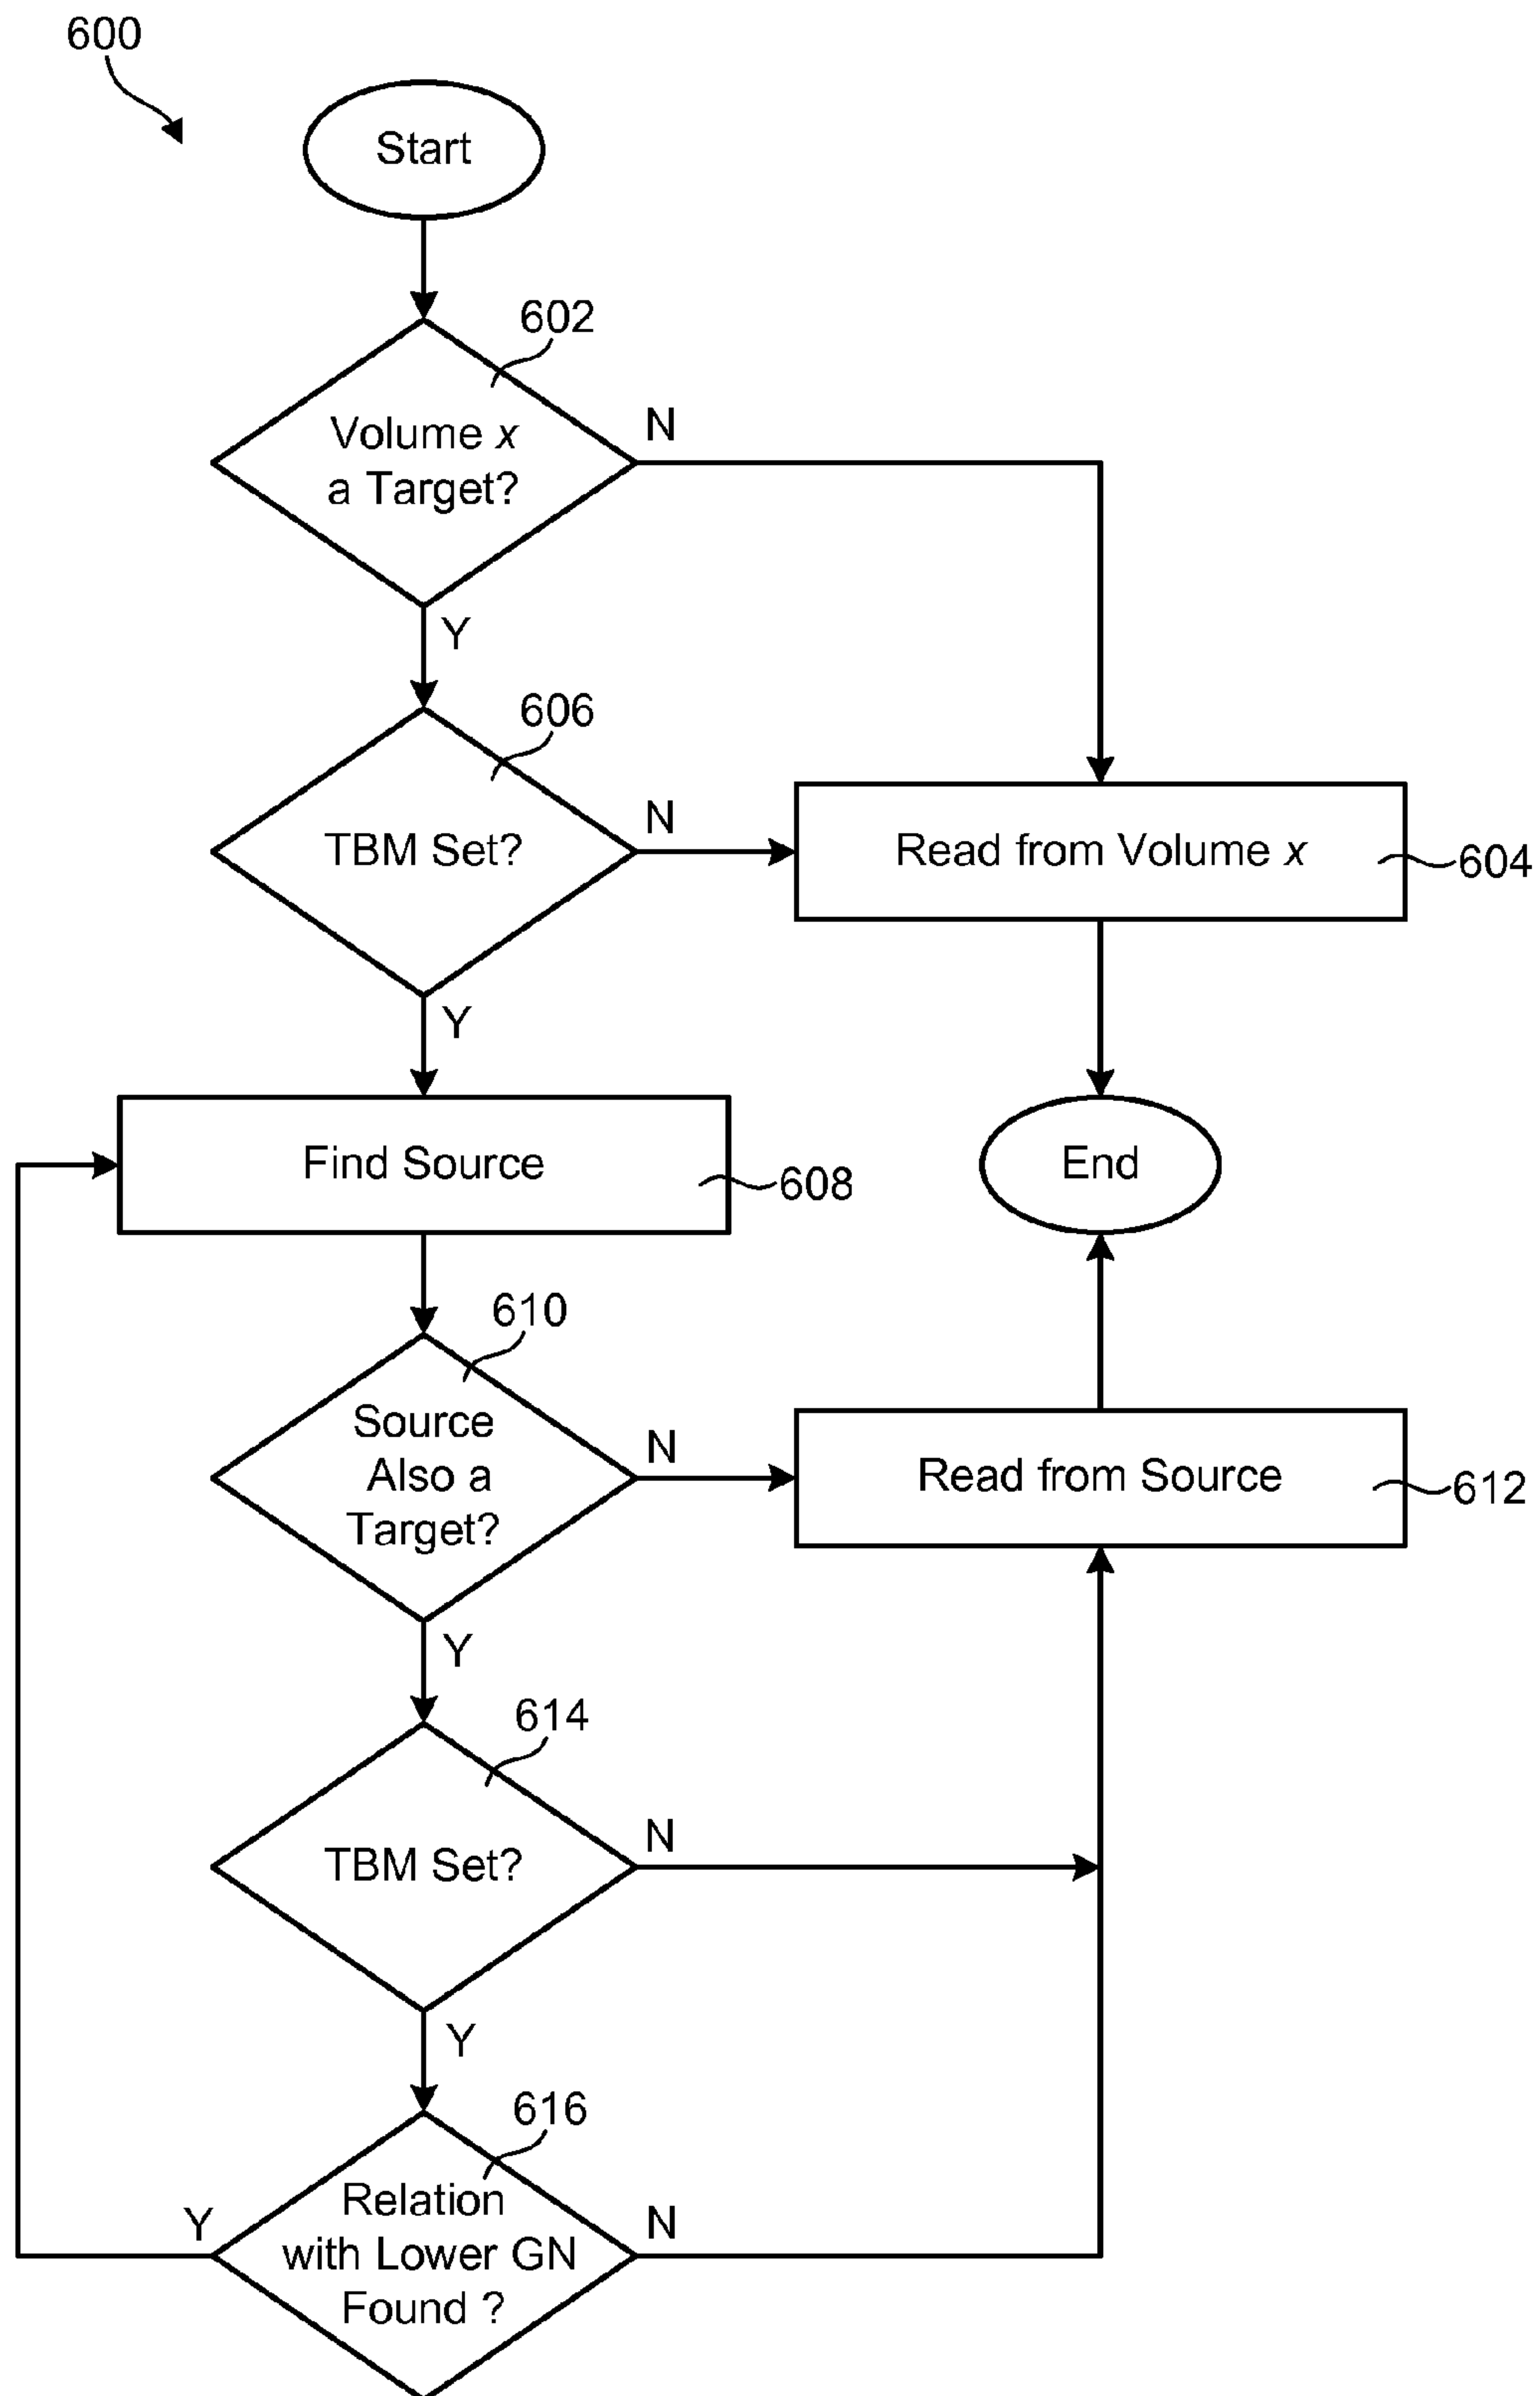 600
Start
602
Volume x
a Target?
N
Y
606
TBM Set?
N
Read from Volume x
604
Y
Find Source
608
End
610
Source
Also a
Target?
N
Read from Source
612
Y
614
TBM Set?
N
Y
616
Relation
with Lower GN
Found ?
Y
N